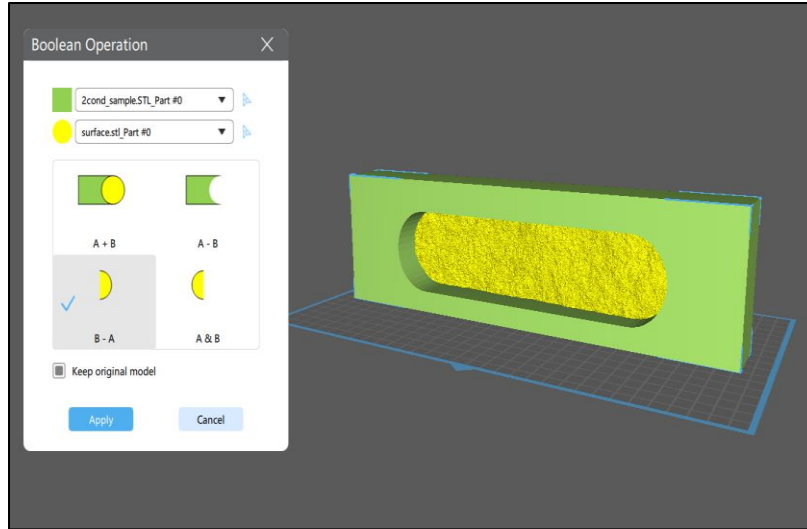 Boolean Operation
2cond_sample.STL_Part #0
surface.stl_Part #0
A + B
A - B
B - A
A & B
Keep original model
Apply
Cancel